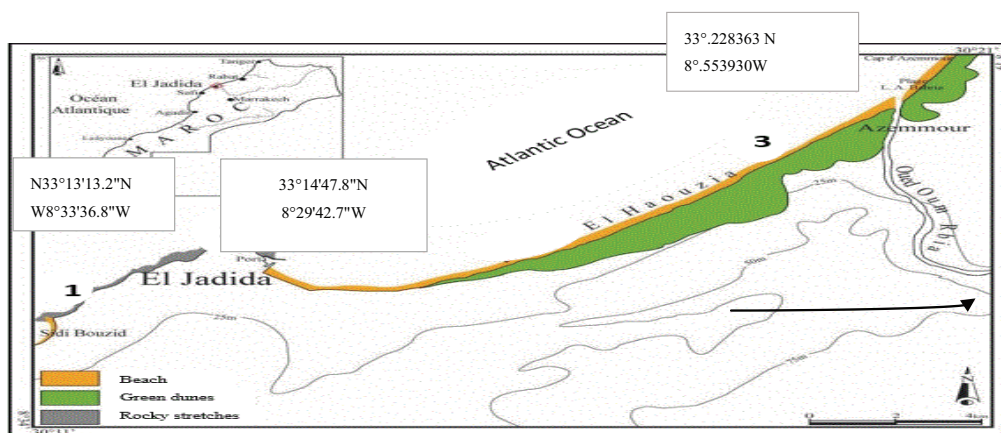 33°.228363 N
8°.553930W
30°21'
Cap d'Azemmour
Plage
Azemmour
Oued Oum Rbia
Tanger
Rabat
El Jadida
Safi
Marrakech
Océan
Atlantique
Agadir
MAROC
N33°13'13.2"N
W8°33'36.8"W
33°14'47.8"N
8°29'42.7"W
Atlantic Ocean
3
El Haouzia
25m
50m
75m
Port
El Jadida
1
Sidi Bouzid
25m
Beach
Green dunes
Rocky stretches
8°34'
30°11'
N
0 2 4km